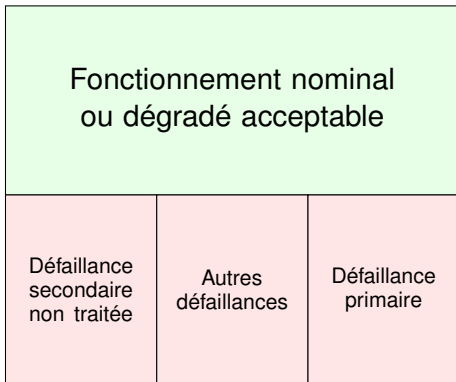 Fonctionnement nominal
ou dégradé acceptable
Défaillance
secondaire
non traitée
Autres
défaillances
Défaillance
primaire